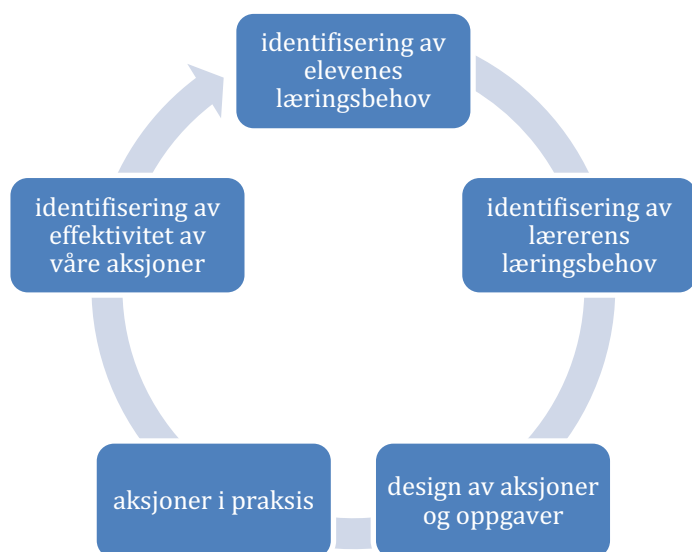 identifisering av
elevenes
læringsbehov
identifisering av
lærerens
læringsbehov
design av aksjoner
og oppgaver
aksjoner i praksis
identifisering av
effektivitet av
våre aksjoner